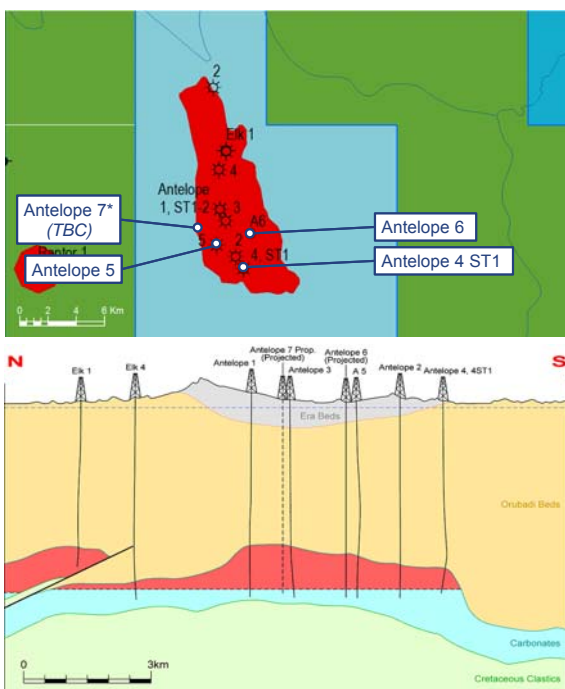 2
Elk 1
4
Antelope
1, ST1-2
3
A6
Antelope 7*
(TBC)
Antelope 6
5
2
4, ST1
Raptor 1
Antelope 5
Antelope 4 ST1
0 2 4 6 Km
N
S
Elk 1
Elk 4
Antelope 1
Antelope 7 Prop.
(Projected)
Antelope 3
Antelope 6
(Projected)
A 5
Antelope 2
Antelope 4, 4ST1
Era Beds
Orubadi Beds
Carbonates
Cretaceous Clastics
0 3km